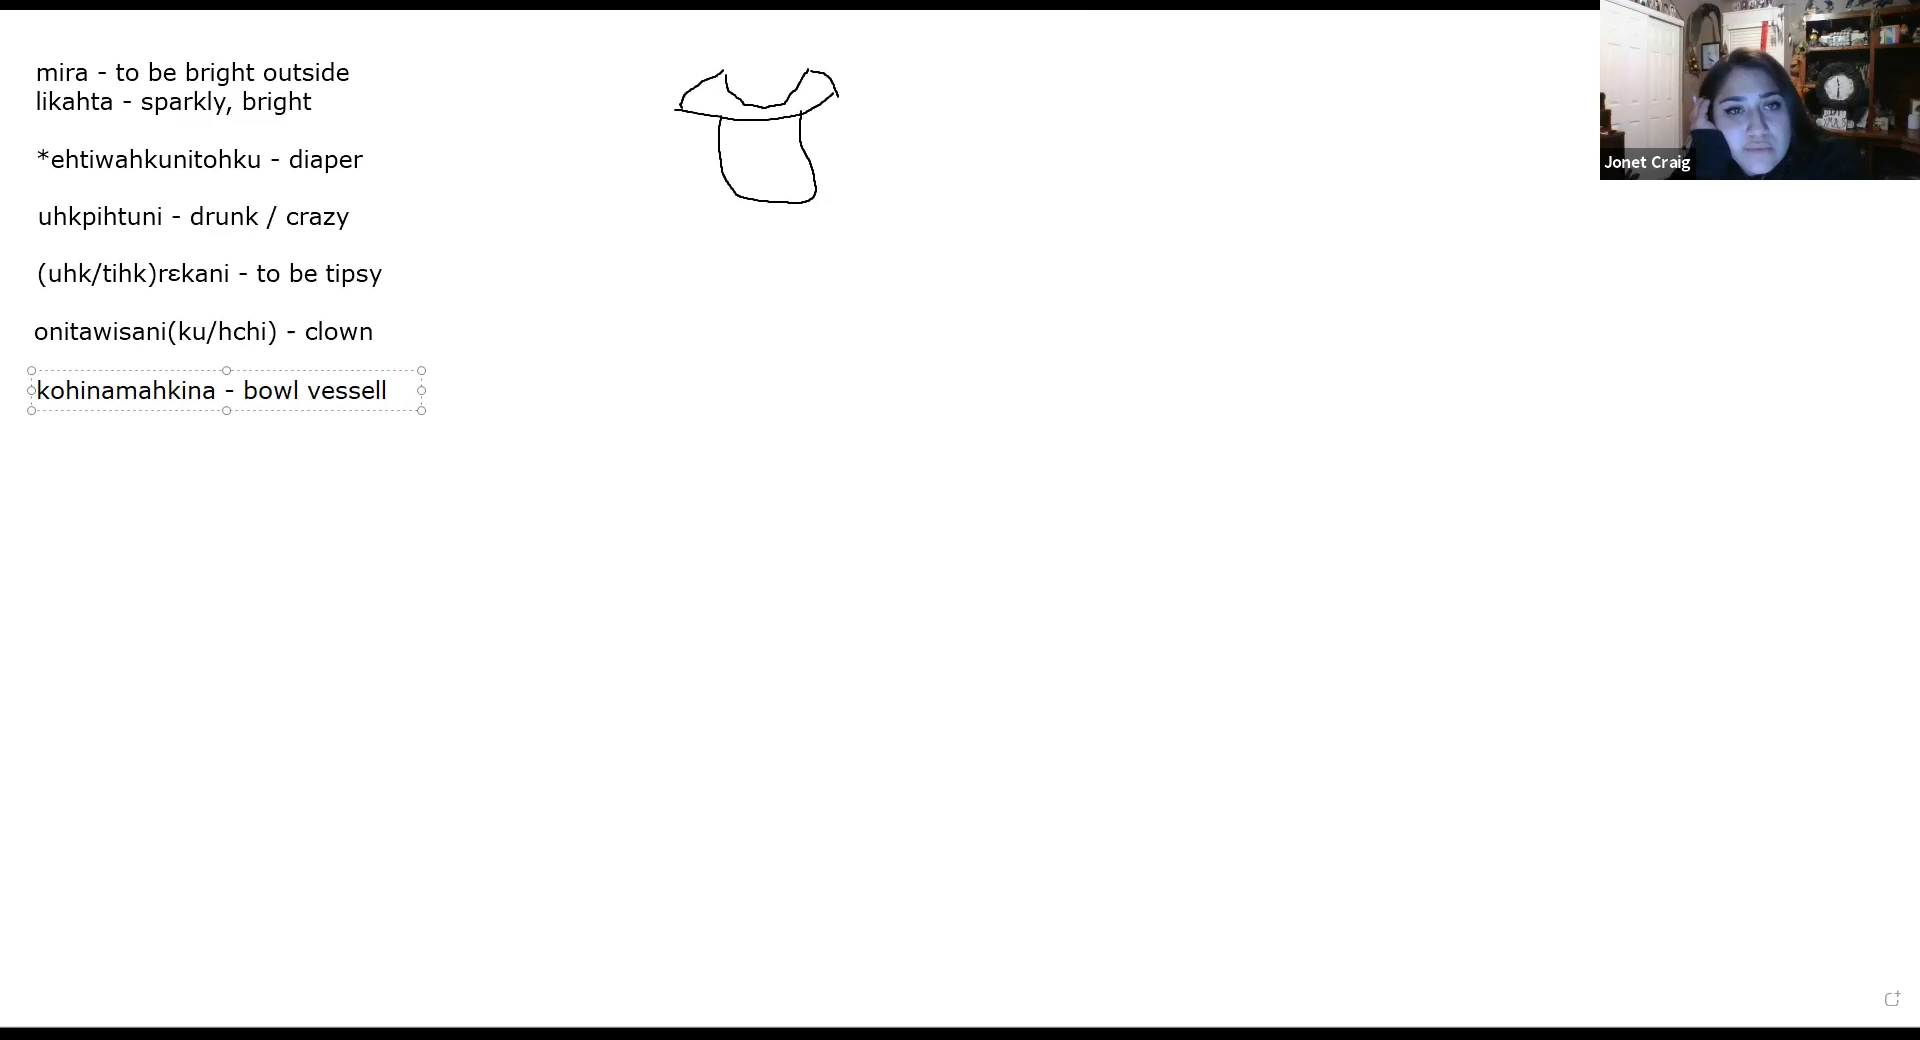 mira - to be bright outside
likahta - sparkly, bright
*ehtiwahkunitohku - diaper
uhkpihtuni - drunk / crazy
(uhk/tihk)rɛkani - to be tipsy
onitawisani(ku/hchi) - clown
kohinamahkina - bowl vessell
Jonet Craig